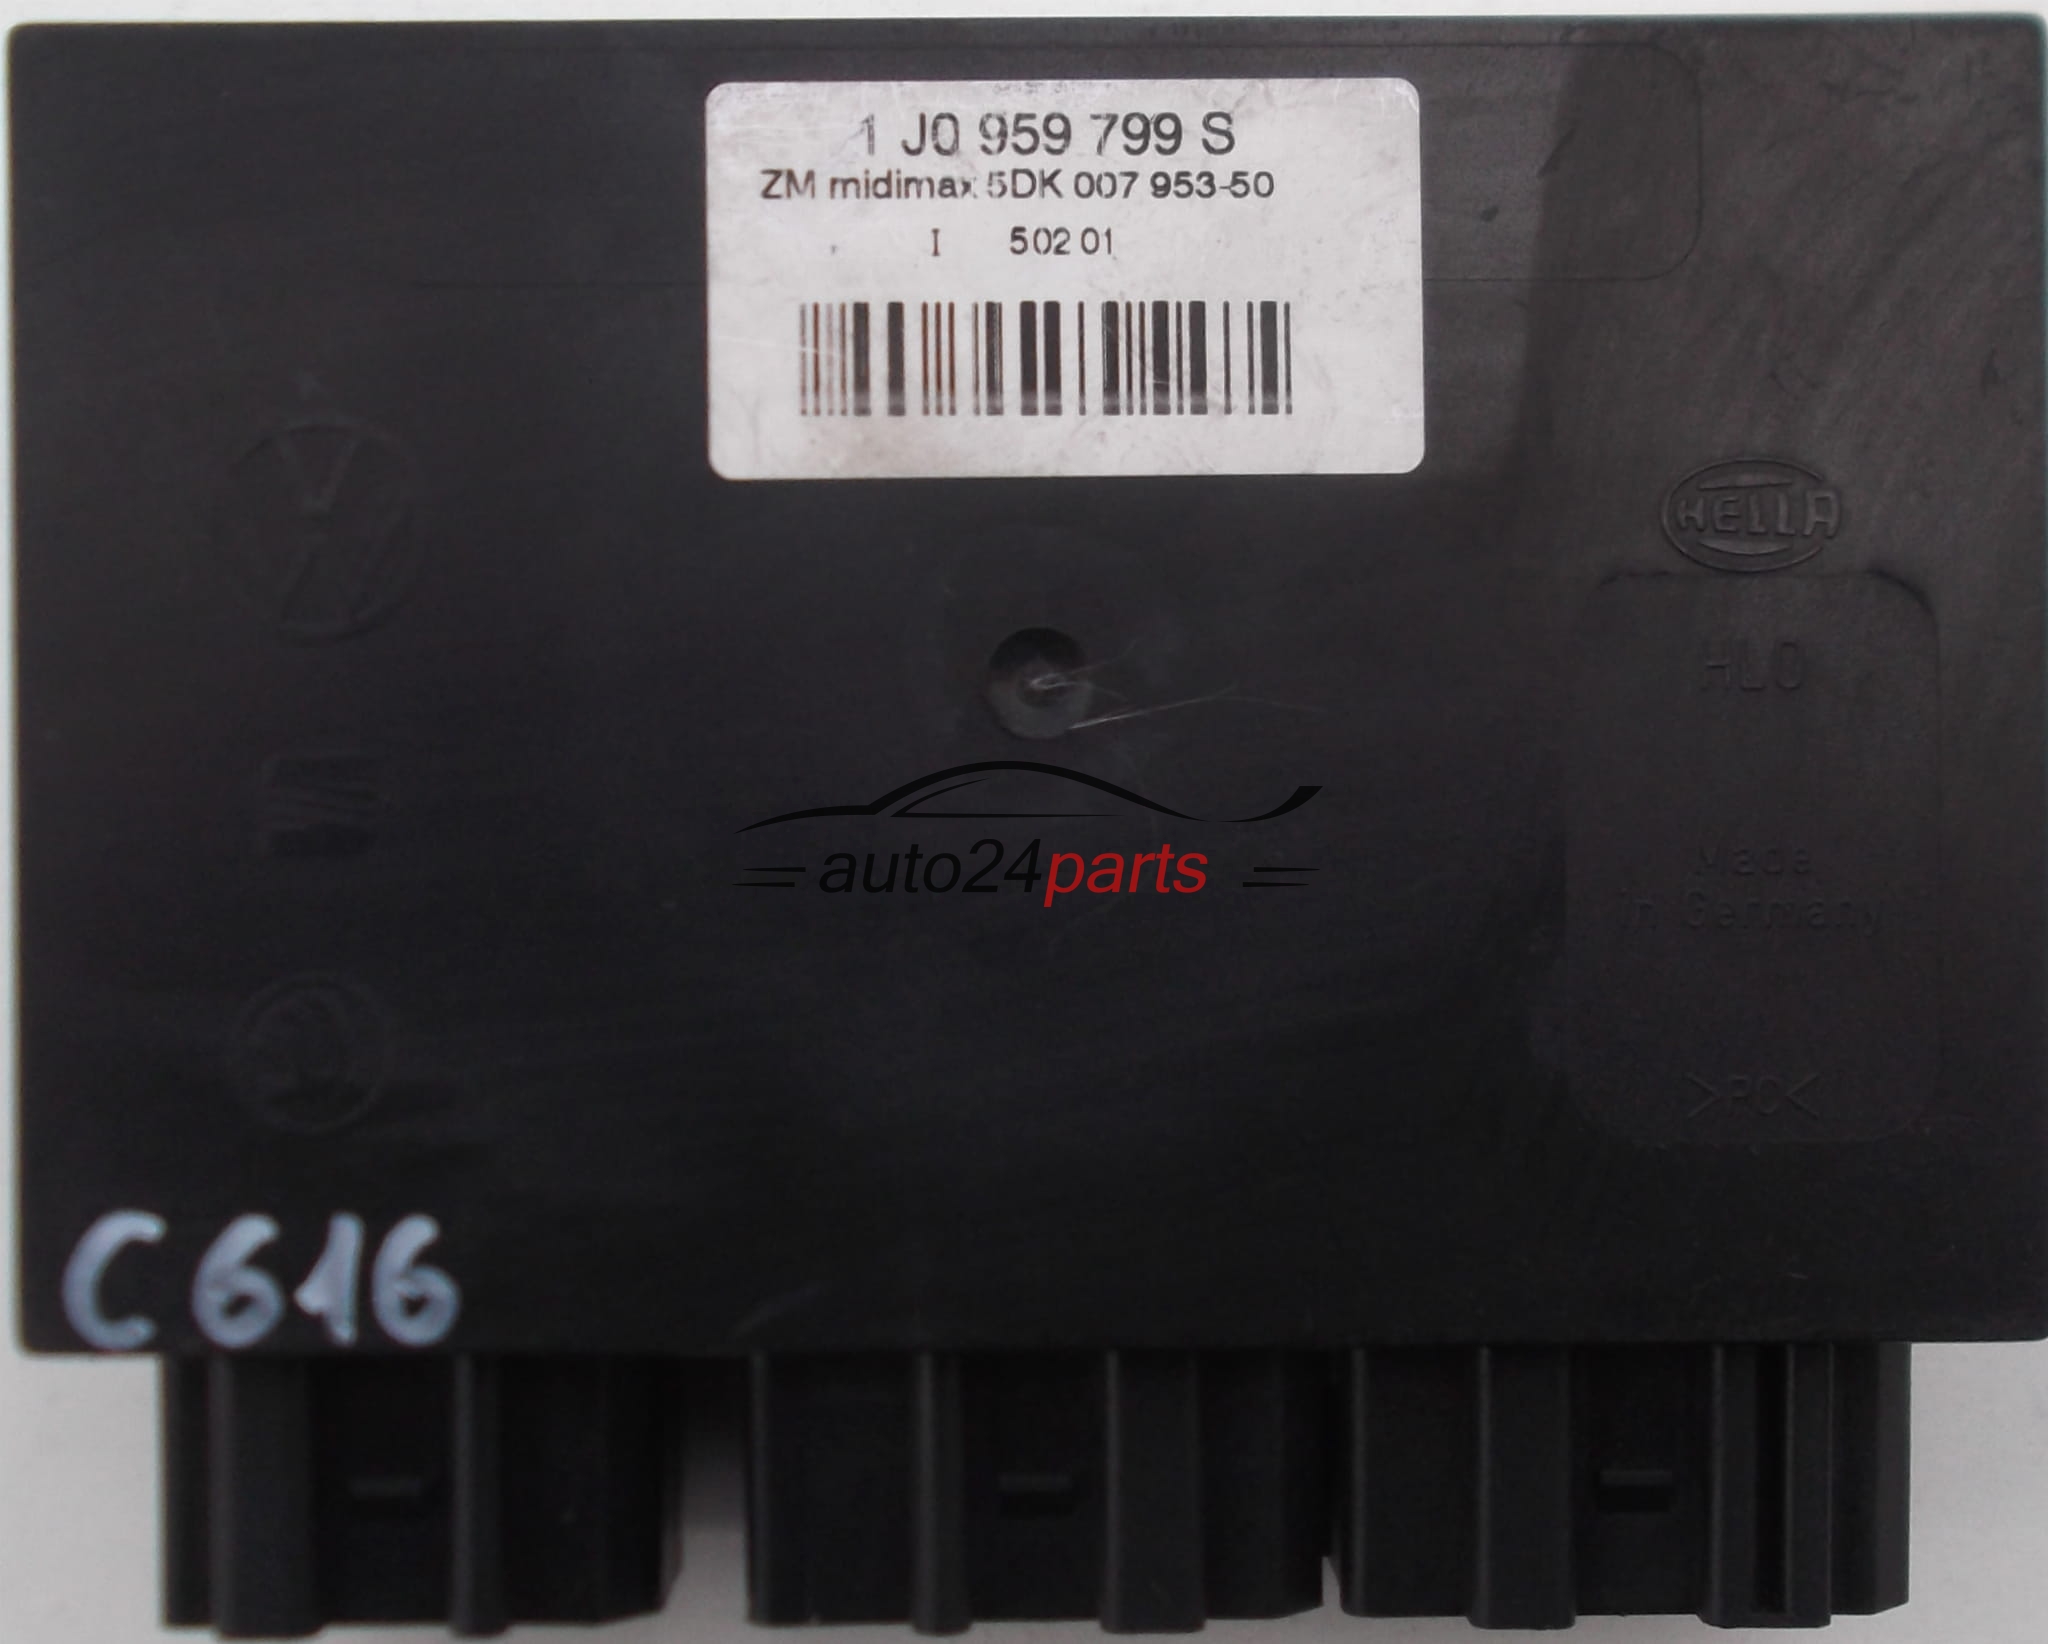 1 J0 959 799 S
ZM midimax 5DK 007 953-50
I 502 01
HELLA
HLO
auto24parts
Made
in Germany
>PC<
C616